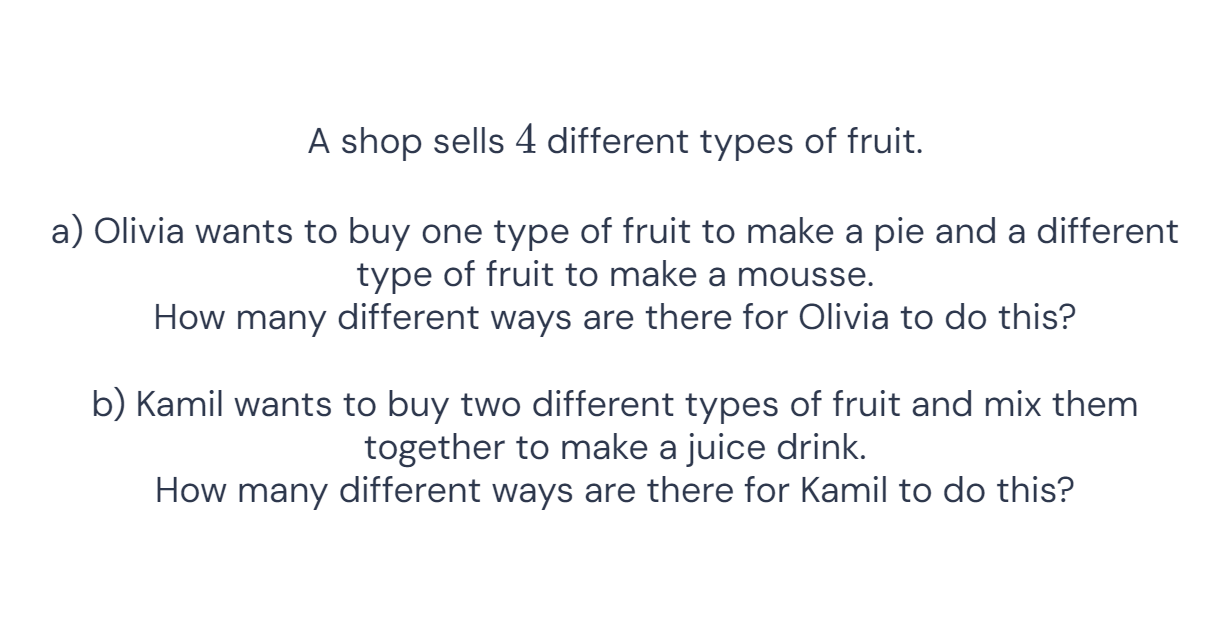 A shop sells 4 different types of fruit.
a) Olivia wants to buy one type of fruit to make a pie and a different
type of fruit to make a mousse.
How many different ways are there for Olivia to do this?
b) Kamil wants to buy two different types of fruit and mix them
together to make a juice drink.
How many different ways are there for Kamil to do this?